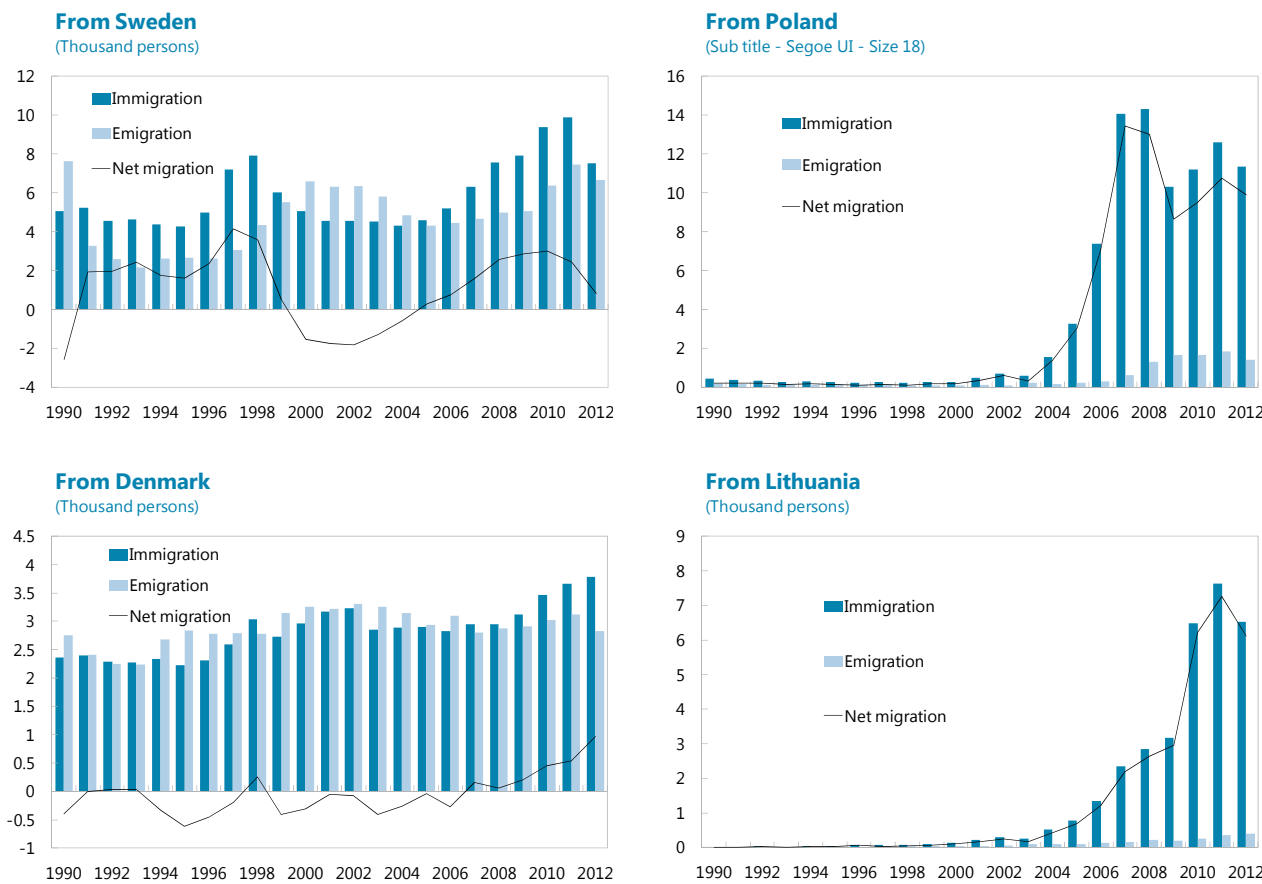 From Sweden
(Thousand persons)
12
10
8
6
4
2
0
-2
-4
Immigration
Emigration
Net migration
1990 1992 1994 1996 1998 2000 2002 2004 2006 2008 2010 2012
From Poland
(Sub title - Segoe UI - Size 18)
16
14
12
10
8
6
4
2
0
Immigration
Emigration
Net migration
1990 1992 1994 1996 1998 2000 2002 2004 2006 2008 2010 2012
From Denmark
(Thousand persons)
4.5
4
3.5
3
2.5
2
1.5
1
0.5
0
-0.5
-1
Immigration
Emigration
Net migration
1990 1992 1994 1996 1998 2000 2002 2004 2006 2008 2010 2012
From Lithuania
(Thousand persons)
9
8
7
6
5
4
3
2
1
0
Immigration
Emigration
Net migration
1990 1992 1994 1996 1998 2000 2002 2004 2006 2008 2010 2012